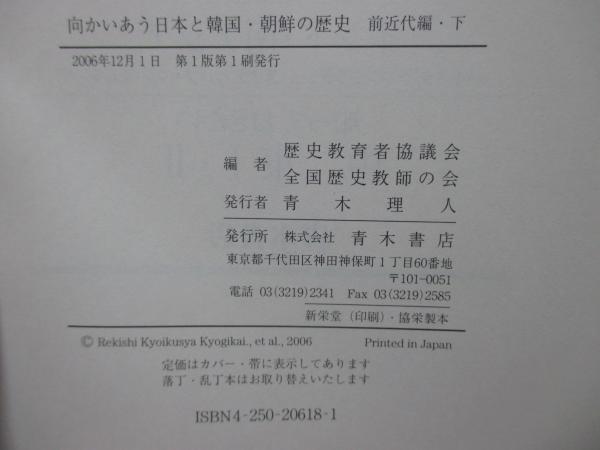 向かいあう日本と韓国・朝鮮の歴史 前近代編・下
2006年12月1日 第1版第1刷発行
編者 歴史教育者協議会
全国歴史教師の会
発行者 青木理人
発行所 株式会社 青木書店
東京都千代田区神田神保町1丁目60番地
〒101-0051
電話 03(3219)2341 Fax 03(3219)2585
新栄堂（印刷）・協栄製本
© Rekishi Kyoikusya Kyogikai., et al., 2006 Printed in Japan
定価はカバー・帯に表示してあります
落丁・乱丁本はお取り替えいたします
ISBN4-250-20618-1